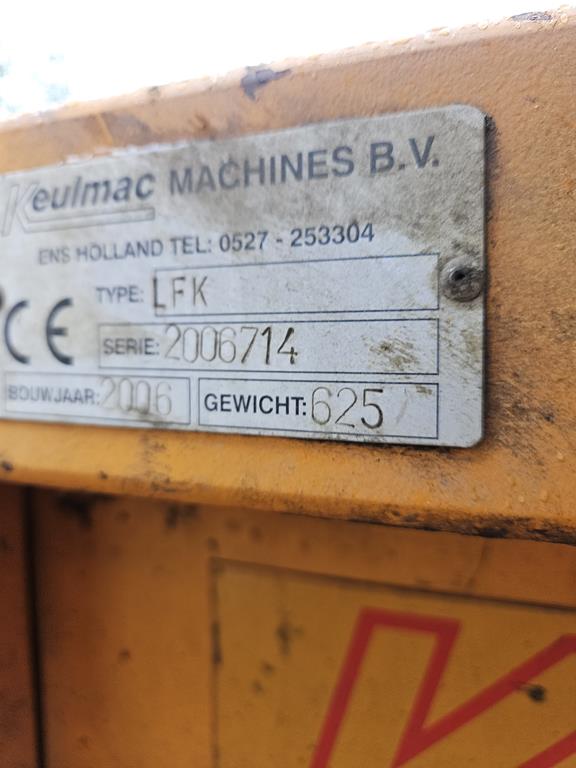 Keulmac MACHINES B.V.
ENS HOLLAND TEL: 0527 - 253304
TYPE: LFK
CE
SERIE: 2006714
BOUWJAAR: 2006
GEWICHT: 625
K